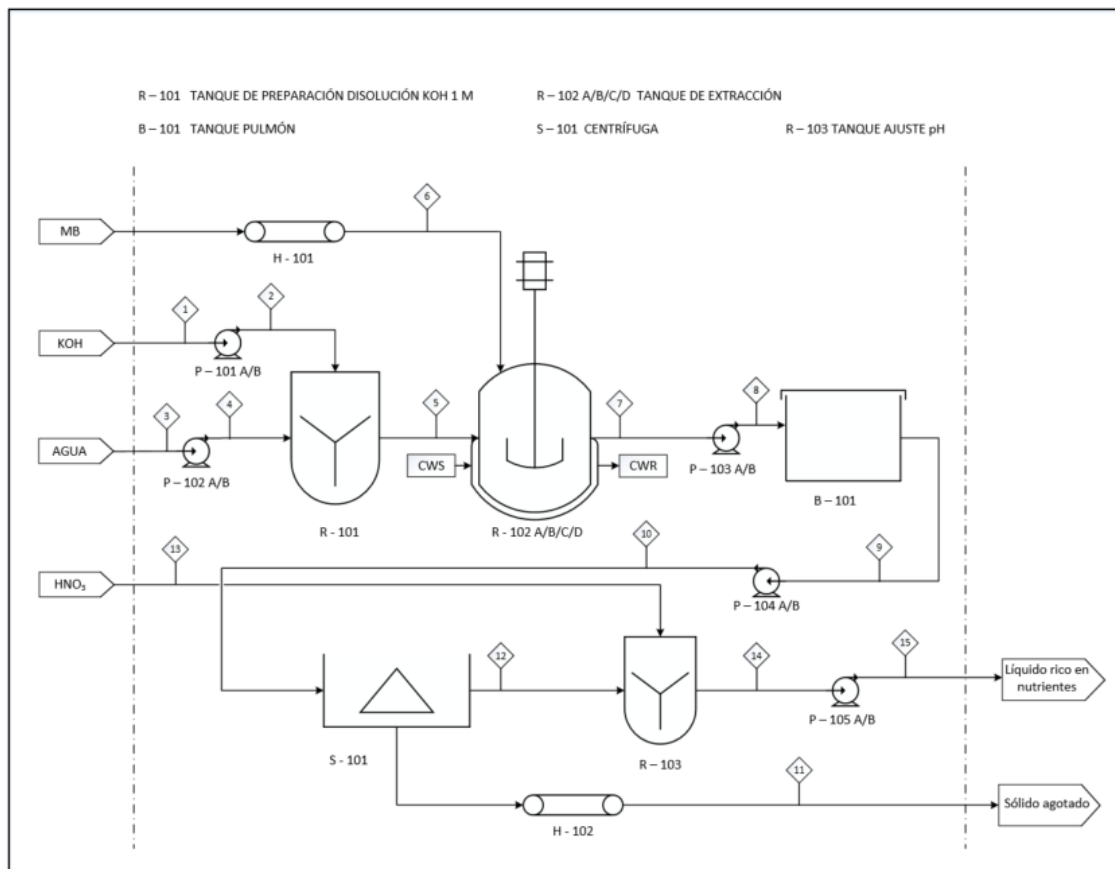 R – 101 TANQUE DE PREPARACIÓN DISOLUCIÓN KOH 1 M
R – 102 A/B/C/D TANQUE DE EXTRACCIÓN
B – 101 TANQUE PULMÓN
S – 101 CENTRÍFUGA
R – 103 TANQUE AJUSTE pH
6
MB
H - 101
1
2
KOH
P – 101 A/B
3
4
5
7
8
AGUA
P – 102 A/B
CWS
CWR
P – 103 A/B
B – 101
R - 101
R - 102 A/B/C/D
13
10
9
HNO₃
P – 104 A/B
12
14
15
Líquido rico en
nutrientes
P – 105 A/B
S - 101
R – 103
11
Sólido agotado
H - 102